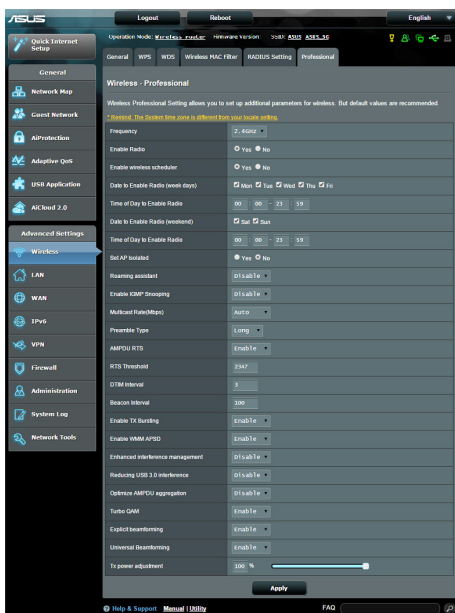 ASUS
Logout
Reboot
English
Quick Internet Setup
Operation Mode: Wireless router Firmware Version: SSID: ASUS ASUS_5G
General WPS WDS Wireless MAC Filter RADIUS Setting Professional
General
Network Map
Guest Network
AiProtection
Adaptive QoS
USB Application
AiCloud 2.0
Advanced Settings
Wireless
LAN
WAN
IPv6
VPN
Firewall
Administration
System Log
Network Tools
Wireless - Professional
Wireless Professional Setting allows you to set up additional parameters for wireless. But default values are recommended.
* Remind: The System time zone is different from your locale setting.
Frequency 2.4GHz
Enable Radio Yes No
Enable wireless scheduler Yes No
Date to Enable Radio (week days) Mon Tue Wed Thu Fri
Time of Day to Enable Radio 00 : 00 - 23 : 59
Date to Enable Radio (weekend) Sat Sun
Time of Day to Enable Radio 00 : 00 - 23 : 59
Set AP Isolated Yes No
Roaming assistant Disable
Enable IGMP Snooping Disable
Multicast Rate(Mbps) Auto
Preamble Type Long
AMPDU RTS Enable
RTS Threshold 2347
DTIM Interval 3
Beacon Interval 100
Enable TX Bursting Enable
Enable WMM APSD Enable
Enhanced interference management Disable
Reducing USB 3.0 interference Disable
Optimize AMPDU aggregation Disable
Turbo QAM Enable
Explicit beamforming Enable
Universal Beamforming Enable
Tx power adjustment 100 %
Apply
Help & Support Manual | Utility FAQ